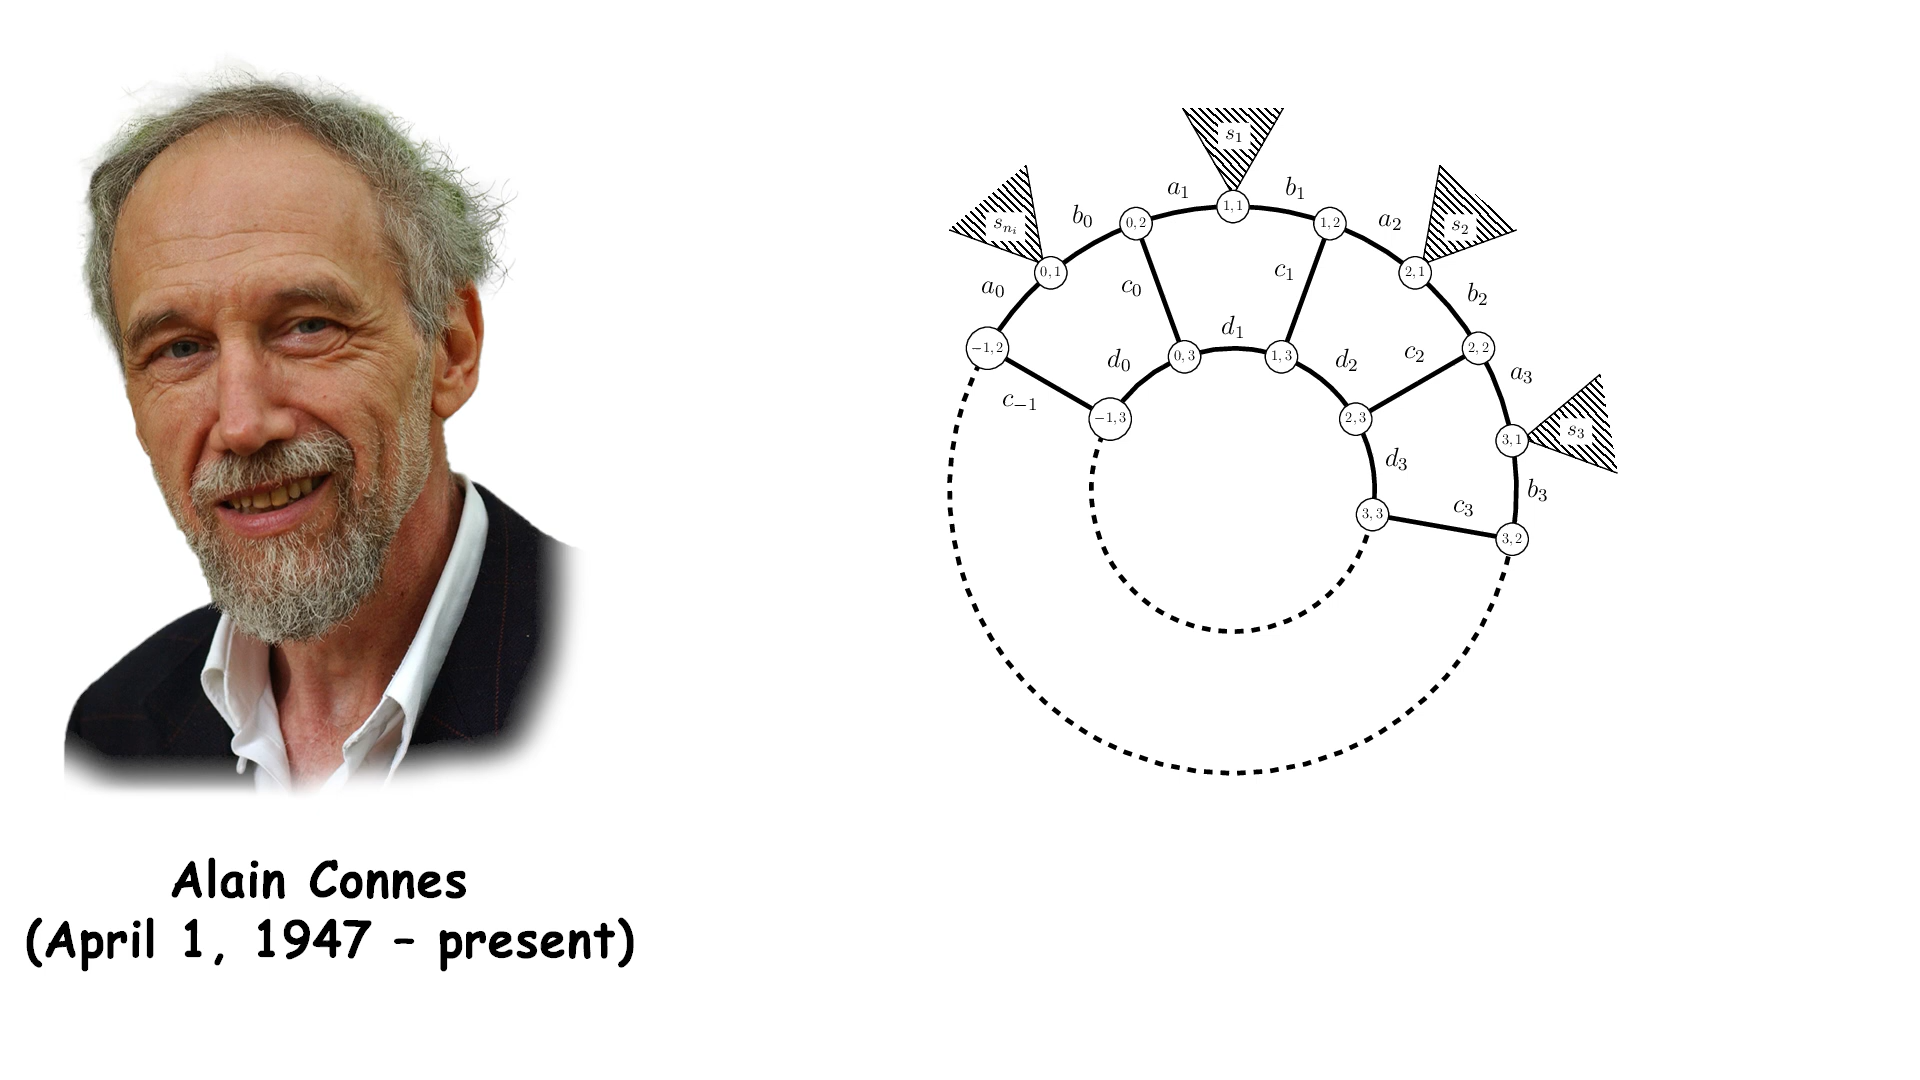 s₁
a₁
b₁
1, 1
s_{n_i}
b₀
0, 2
1, 2
a₂
s₂
a₀
0, 1
c₀
c₁
2, 1
b₂
−1, 2
d₀
0, 3
d₁
1, 3
d₂
c₂
2, 2
a₃
c₋₁
−1, 3
2, 3
d₃
3, 1
s₃
b₃
3, 3
c₃
3, 2
Alain Connes
(April 1, 1947 – present)